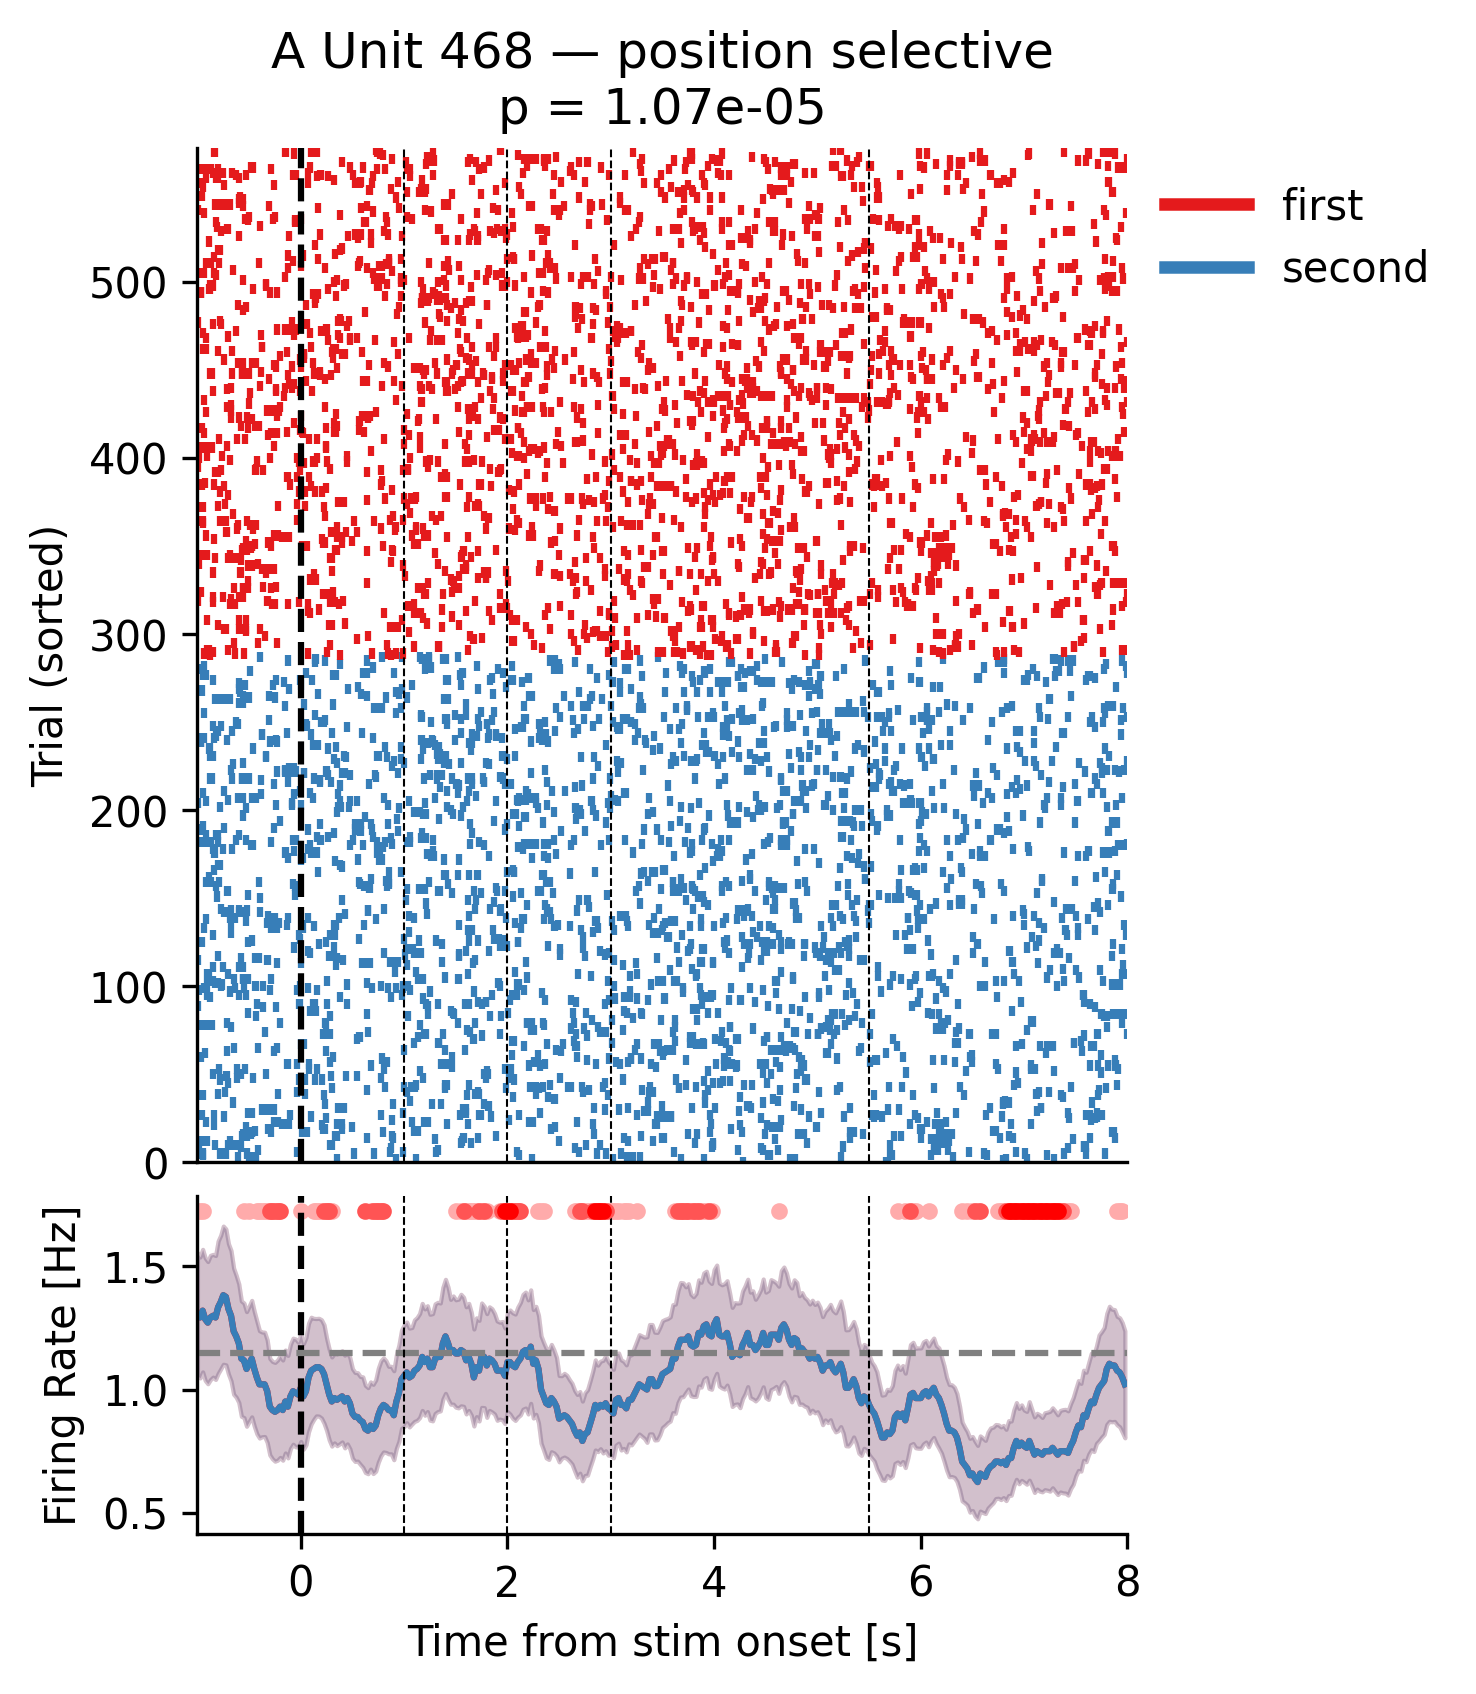 A Unit 468 — position selective
p = 1.07e-05
first
second
Trial (sorted)
500
400
300
200
100
0
Firing Rate [Hz]
1.5
1.0
0.5
0 2 4 6 8
Time from stim onset [s]